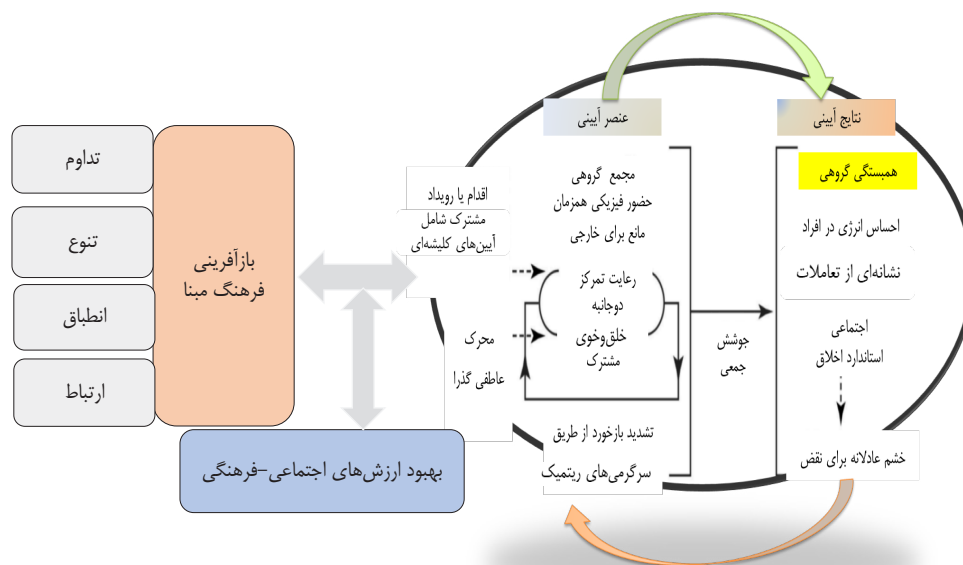 نتایج آیینی
عنصر آیینی
همبستگی گروهی
احساس انرژی در افراد
نشانه‌ای از تعاملات
اجتماعی
استاندارد اخلاق
خشم عادلانه برای نقض
جوشش
جمعی
مجمع گروهی
حضور فیزیکی همزمان
مانع برای خارجی
رعایت تمرکز
دوجانبه
خلق‌وخوی
مشترک
تشدید بازخورد از طریق
سرگرمی‌های ریتمیک
اقدام یا رویداد
مشترک شامل
آیین‌های کلیشه‌ای
محرک
عاطفی گذرا
بازآفرینی
فرهنگ مبنا
تداوم
تنوع
انطباق
ارتباط
بهبود ارزش‌های اجتماعی-فرهنگی